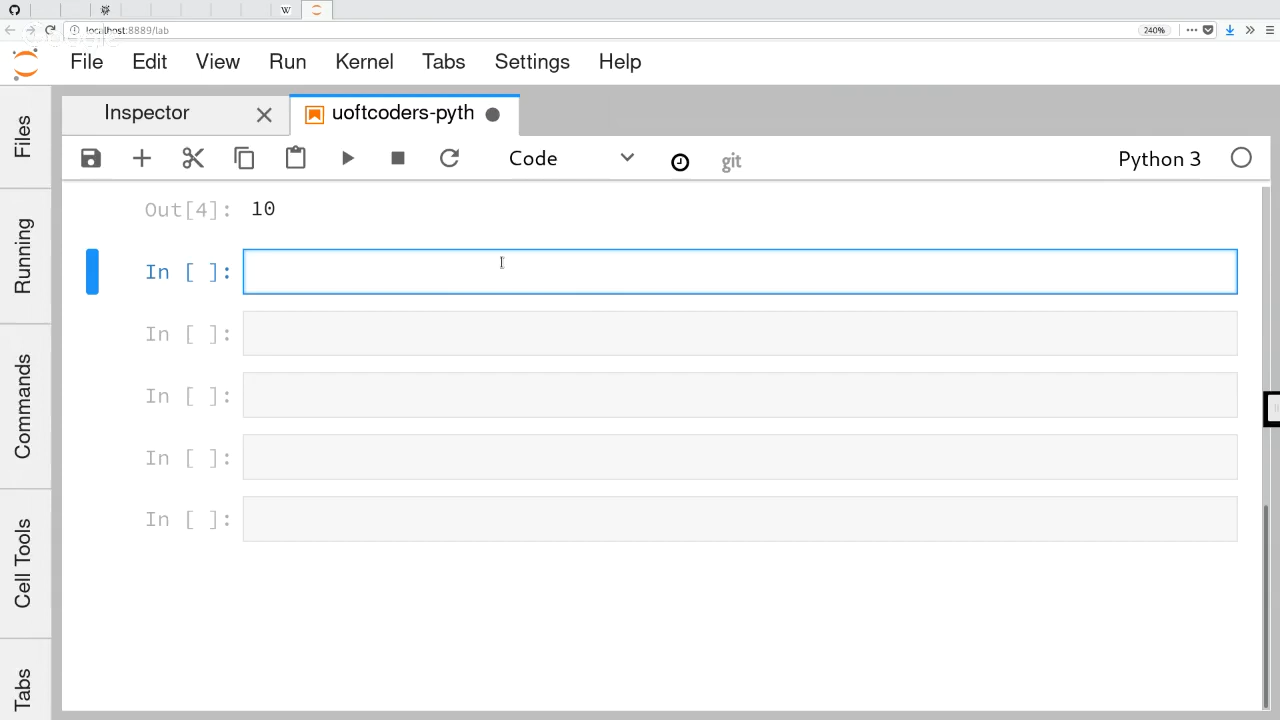 W
localhost:8889/lab
240%
File Edit View Run Kernel Tabs Settings Help
Inspector
uoftcoders-pyth
Code
git
Python 3
Files
Running
Commands
Cell Tools
Tabs
Out[4]: 10
In [ ]:
In [ ]:
In [ ]:
In [ ]:
In [ ]: